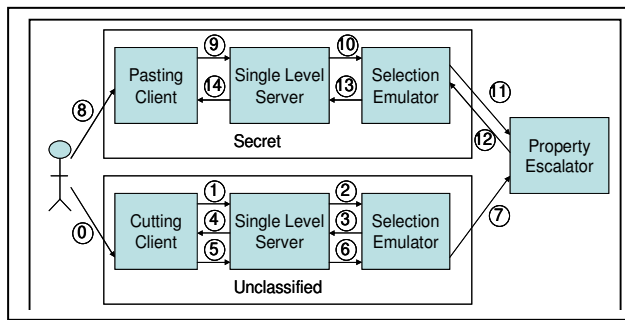 9
10
Pasting
Client
Single Level
Server
Selection
Emulator
14
13
11
8
Secret
12
Property
Escalator
1
2
Cutting
Client
4
Single Level
Server
3
Selection
Emulator
7
0
5
6
Unclassified